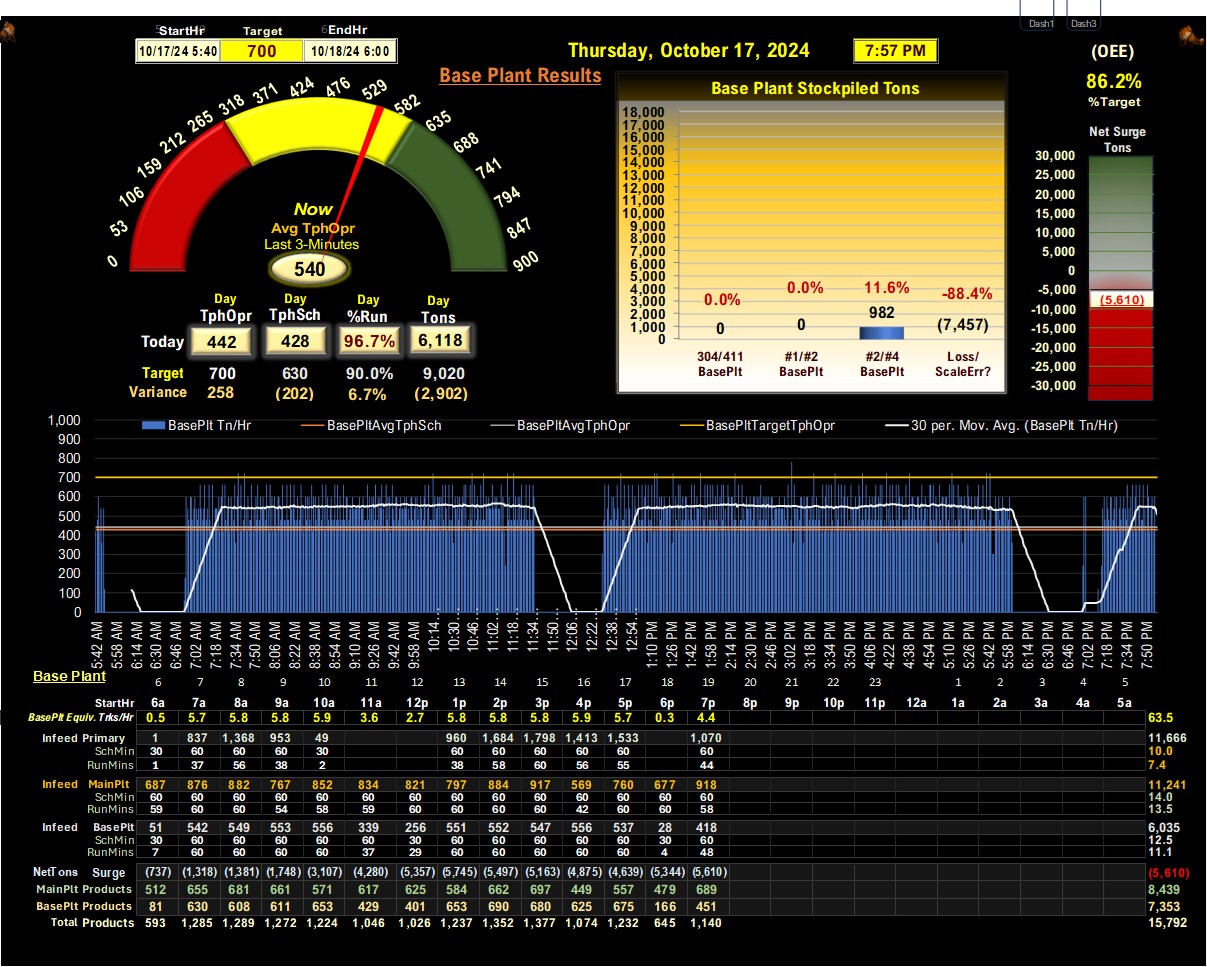 Dash1 Dash3
StartHr Target EndHr
10/17/24 5:40 700 10/18/24 6:00
Thursday, October 17, 2024 7:57 PM
(OEE)
86.2%
%Target
Base Plant Results
0 53 106 159 212 265 318 371 424 476 529 582 635 688 741 794 847 900
Now
Avg TphOpr
Last 3-Minutes
540
Day Day Day Day
TphOpr TphSch %Run Tons
Today 442 428 96.7% 6,118
Target 700 630 90.0% 9,020
Variance 258 (202) 6.7% (2,902)
Base Plant Stockpiled Tons
18,000
17,000
16,000
15,000
14,000
13,000
12,000
11,000
10,000
9,000
8,000
7,000
6,000
5,000
4,000
3,000
2,000
1,000
0
0.0% 0.0% 11.6% -88.4%
0 0 982 (7,457)
304/411 #1/#2 #2/#4 Loss/
BasePlt BasePlt BasePlt ScaleErr?
Net Surge
Tons
30,000
25,000
20,000
15,000
10,000
5,000
0
-5,000
(5,610)
-10,000
-15,000
-20,000
-25,000
-30,000
BasePlt Tn/Hr BasePltAvgTphSch BasePltAvgTphOpr BasePltTargetTphOpr 30 per. Mov. Avg. (BasePlt Tn/Hr)
1,000
900
800
700
600
500
400
300
200
100
0
5:42 AM 5:58 AM 6:14 AM 6:30 AM 6:46 AM 7:02 AM 7:18 AM 7:34 AM 7:50 AM 8:06 AM 8:22 AM 8:38 AM 8:54 AM 9:10 AM 9:26 AM 9:42 AM 9:58 AM 10:14... 10:30... 10:46... 11:02... 11:18... 11:34... 11:50... 12:06... 12:22... 12:38... 12:54... 1:10 PM 1:26 PM 1:42 PM 1:58 PM 2:14 PM 2:30 PM 2:46 PM 3:02 PM 3:18 PM 3:34 PM 3:50 PM 4:06 PM 4:22 PM 4:38 PM 4:54 PM 5:10 PM 5:26 PM 5:42 PM 5:58 PM 6:14 PM 6:30 PM 6:46 PM 7:02 PM 7:18 PM 7:34 PM 7:50 PM
Base Plant 6 7 8 9 10 11 12 13 14 15 16 17 18 19 20 21 22 23 1 2 3 4 5
StartHr 6a 7a 8a 9a 10a 11a 12p 1p 2p 3p 4p 5p 6p 7p 8p 9p 10p 11p 12a 1a 2a 3a 4a 5a
BasePlt Equiv. Trks/Hr 0.5 5.7 5.8 5.8 5.9 3.6 2.7 5.8 5.8 5.8 5.9 5.7 0.3 4.4 63.5
Infeed Primary 1 837 1,368 953 49 960 1,684 1,798 1,413 1,533 1,070 11,666
SchMin 30 60 60 60 30 60 60 60 60 60 60 10.0
RunMins 1 37 56 38 2 38 58 60 56 55 44 7.4
Infeed MainPlt 687 876 882 767 852 834 821 797 884 917 569 760 677 918 11,241
SchMin 60 60 60 60 60 60 60 60 60 60 60 60 60 60 14.0
RunMins 59 60 60 54 58 59 60 60 60 60 42 60 60 58 13.5
Infeed BasePlt 51 542 549 553 556 339 256 551 552 547 556 537 28 418 6,035
SchMin 30 60 60 60 60 60 30 60 60 60 60 60 30 60 12.5
RunMins 7 60 60 60 60 37 29 60 60 60 60 60 4 48 11.1
NetTons Surge (737) (1,318) (1,381) (1,748) (3,107) (4,280) (5,357) (5,745) (5,497) (5,163) (4,875) (4,639) (5,344) (5,610) (5,610)
MainPlt Products 512 655 681 661 571 617 625 584 662 697 449 557 479 689 8,439
BasePlt Products 81 630 608 611 653 429 401 653 690 680 625 675 166 451 7,353
Total Products 593 1,285 1,289 1,272 1,224 1,046 1,026 1,237 1,352 1,377 1,074 1,232 645 1,140 15,792